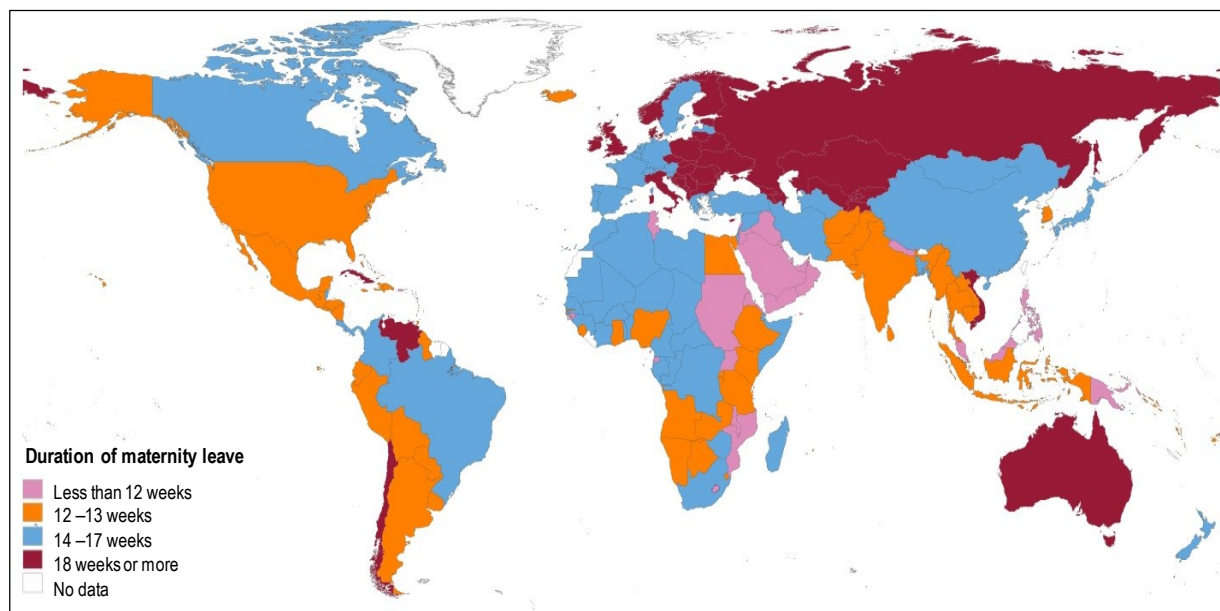 Duration of maternity leave
Less than 12 weeks
12 –13 weeks
14 –17 weeks
18 weeks or more
No data